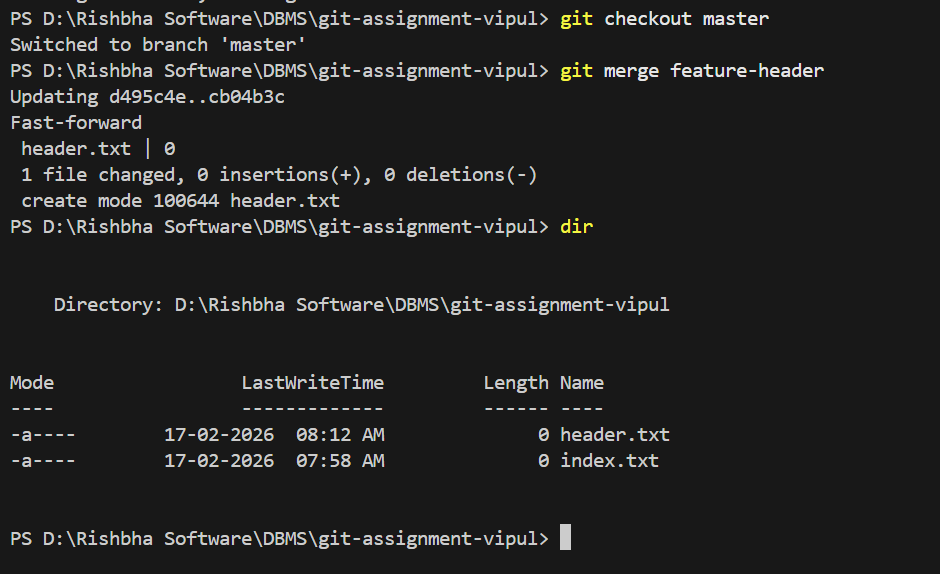 PS D:\Rishbha Software\DBMS\git-assignment-vipul> git checkout master
Switched to branch 'master'
PS D:\Rishbha Software\DBMS\git-assignment-vipul> git merge feature-header
Updating d495c4e..cb04b3c
Fast-forward
 header.txt | 0
 1 file changed, 0 insertions(+), 0 deletions(-)
 create mode 100644 header.txt
PS D:\Rishbha Software\DBMS\git-assignment-vipul> dir
    Directory: D:\Rishbha Software\DBMS\git-assignment-vipul
Mode                 LastWriteTime         Length Name
----                 -------------         ------ ----
-a----        17-02-2026  08:12 AM              0 header.txt
-a----        17-02-2026  07:58 AM              0 index.txt
PS D:\Rishbha Software\DBMS\git-assignment-vipul>